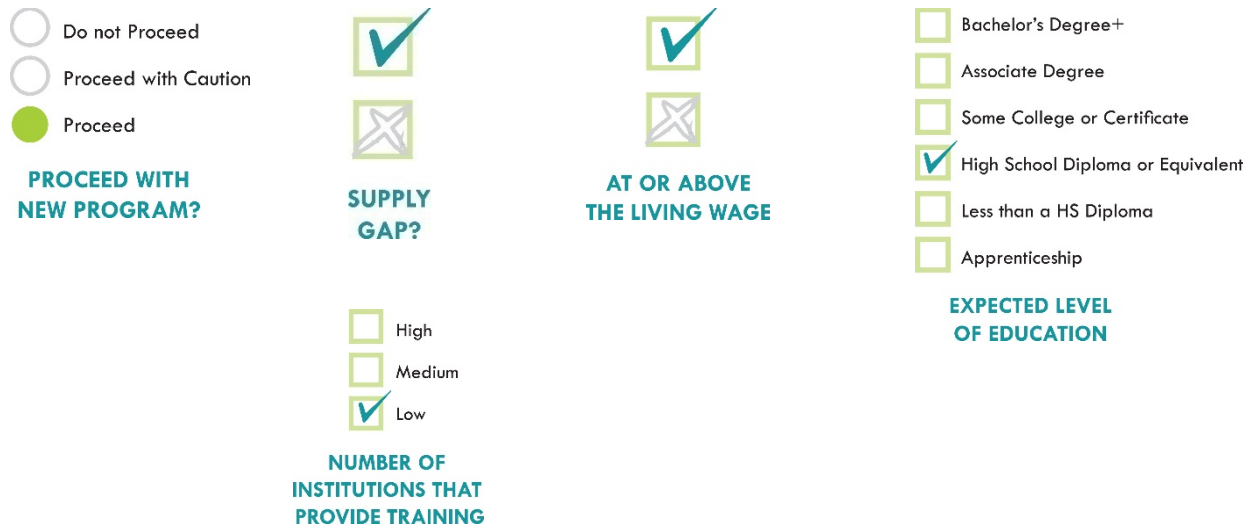 Do not Proceed
Proceed with Caution
Proceed
PROCEED WITH
NEW PROGRAM?
SUPPLY
GAP?
AT OR ABOVE
THE LIVING WAGE
Bachelor's Degree+
Associate Degree
Some College or Certificate
High School Diploma or Equivalent
Less than a HS Diploma
Apprenticeship
EXPECTED LEVEL
OF EDUCATION
High
Medium
Low
NUMBER OF
INSTITUTIONS THAT
PROVIDE TRAINING